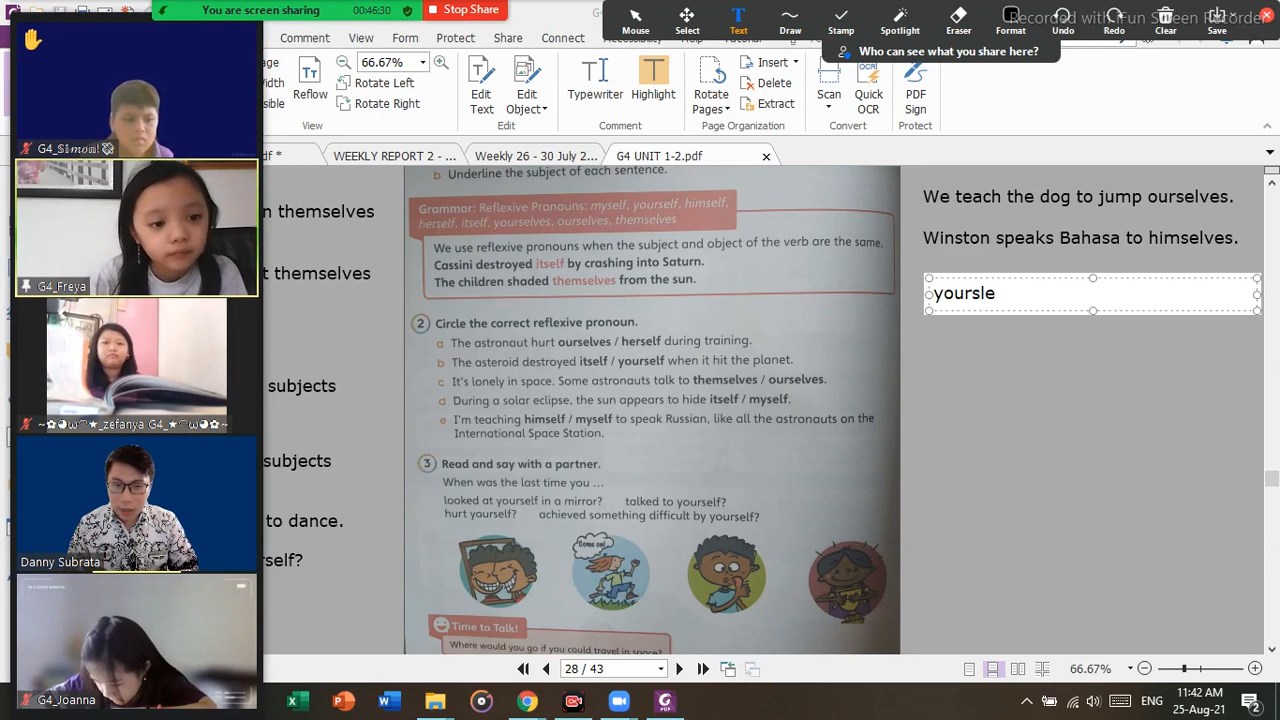 You are screen sharing
00:46:30
Stop Share
Mouse
Select
Text
Draw
Stamp
Spotlight
Eraser
Format
Undo
Redo
Clear
Save
Who can see what you share here?
Comment
View
Form
Protect
Share
Reflow
66.67%
Rotate Left
Rotate Right
View
Edit
Text
Edit
Object
Edit
Typewriter
Highlight
Comment
Rotate
Pages
Insert
Delete
Extract
Page Organization
Scan
Quick
OCR
Convert
PDF
Sign
Protect
WEEKLY REPORT 2 - ...
Weekly 26 - 30 July 2...
G4 UNIT 1-2.pdf
G4_Simom!
G4_Freya
zefanya G4_
Danny Subrata
G4_Joanna
themselves
themselves
subjects
subjects
to dance.
b Underline the subject of each sentence.
Grammar: Reflexive Pronouns: myself, yourself, himself,
herself, itself, yourselves, ourselves, themselves
We use reflexive pronouns when the subject and object of the verb are the same.
Cassini destroyed itself by crashing into Saturn.
The children shaded themselves from the sun.
2 Circle the correct reflexive pronoun.
a The astronaut hurt ourselves / herself during training.
b The asteroid destroyed itself / yourself when it hit the planet.
c It's lonely in space. Some astronauts talk to themselves / ourselves.
d During a solar eclipse, the sun appears to hide itself / myself.
e I'm teaching himself / myself to speak Russian, like all the astronauts on the
International Space Station.
3 Read and say with a partner.
When was the last time you ...
looked at yourself in a mirror? talked to yourself?
hurt yourself? achieved something difficult by yourself?
Come on!
Time to Talk!
Where would you go if you could travel in space?
We teach the dog to jump ourselves.
Winston speaks Bahasa to himselves.
yoursle
28 / 43
66.67%
ENG
11:42 AM
25-Aug-21